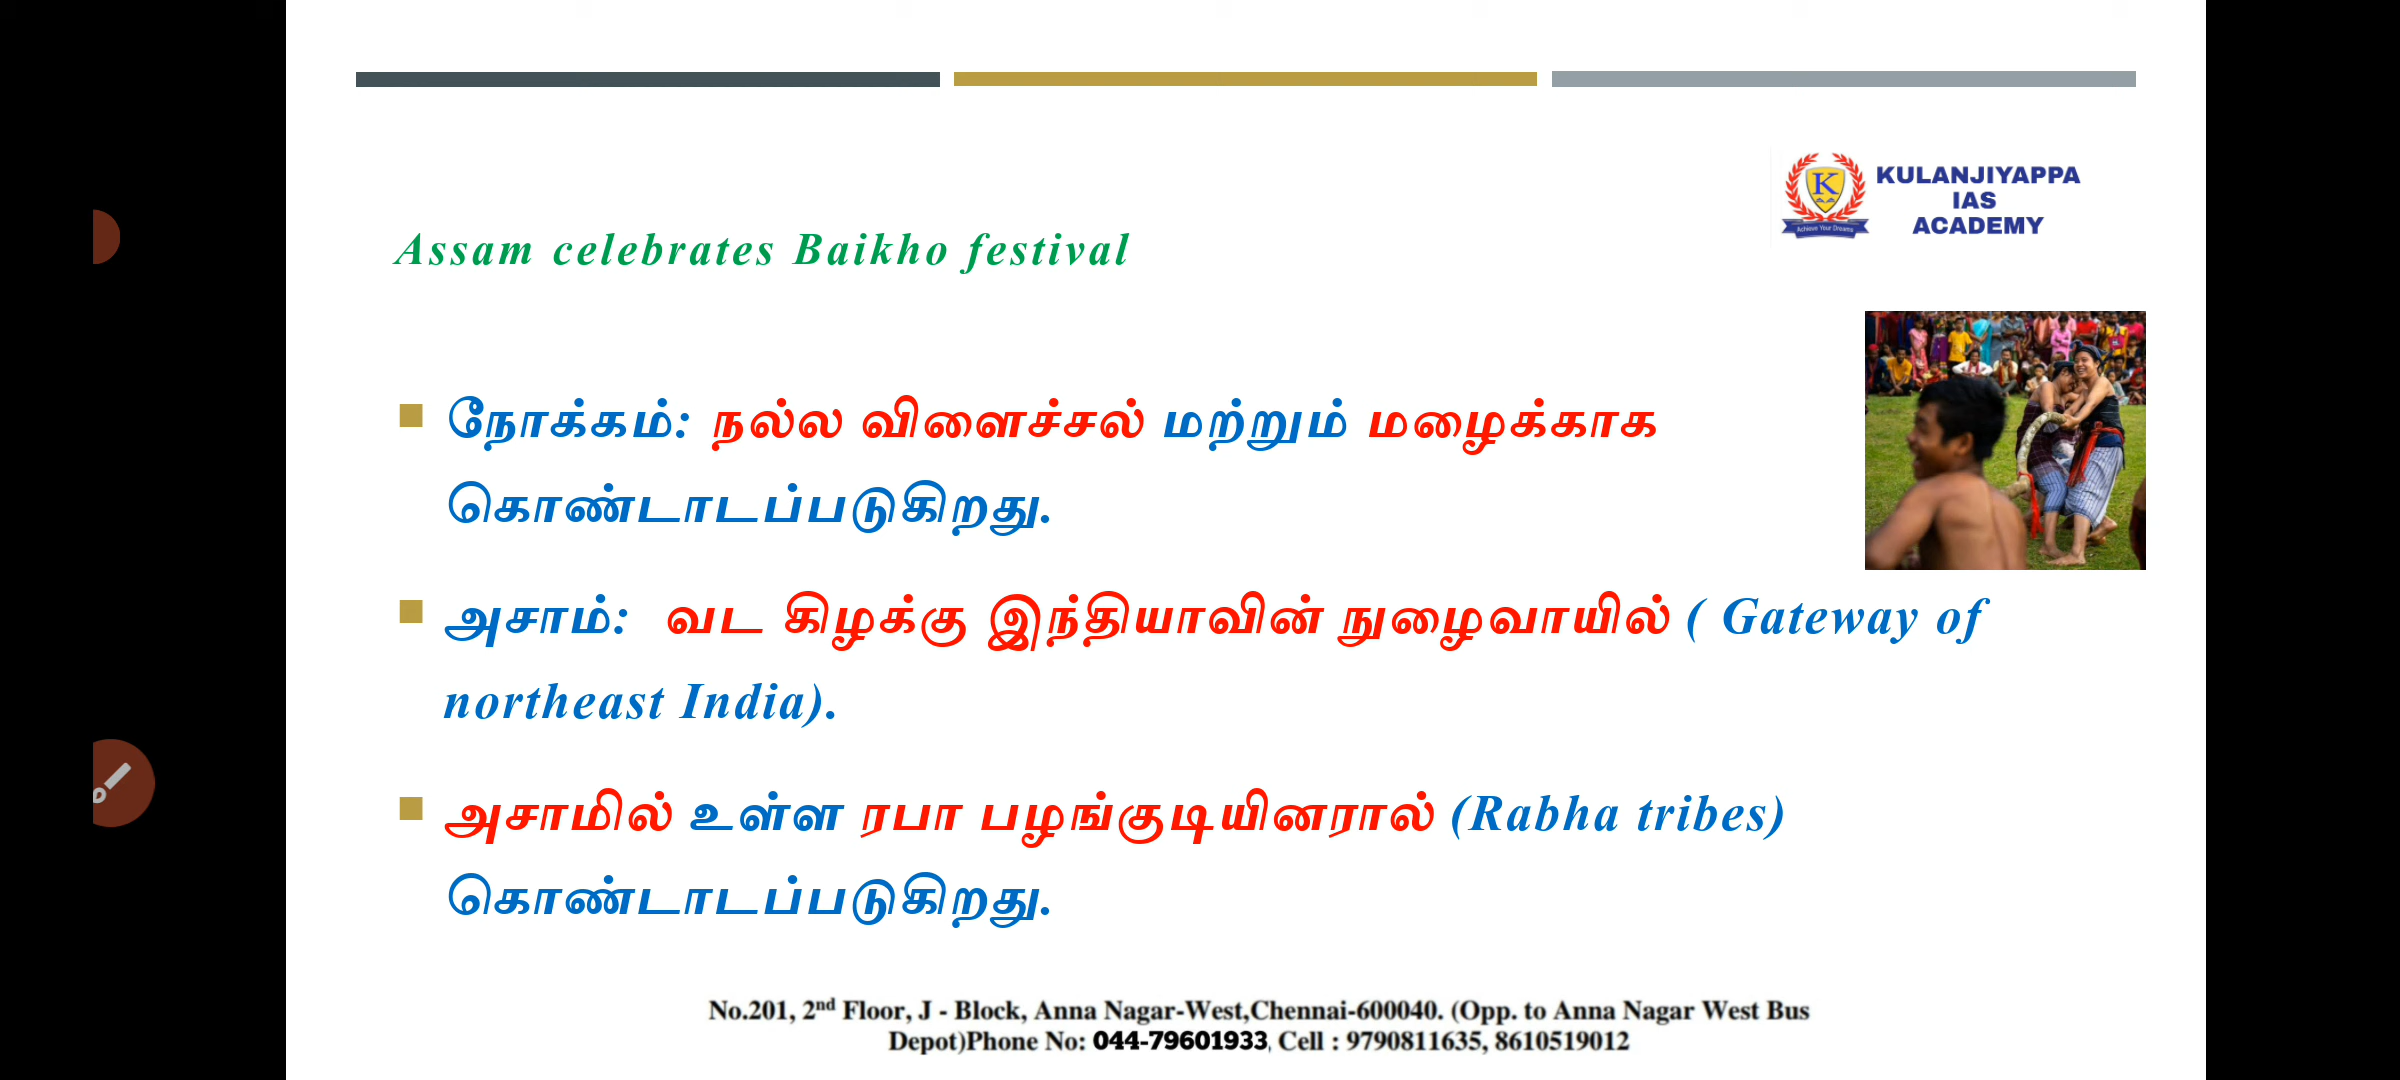 KULANJIYAPPA
IAS
ACADEMY
K
Achieve Your Dreams
Assam celebrates Baikho festival
நோக்கம்: நல்ல விளைச்சல் மற்றும் மழைக்காக
கொண்டாடப்படுகிறது.
அசாம்: வட கிழக்கு இந்தியாவின் நுழைவாயில் ( Gateway of
northeast India).
அசாமில் உள்ள ரபா பழங்குடியினரால் (Rabha tribes)
கொண்டாடப்படுகிறது.
No.201, 2nd Floor, J - Block, Anna Nagar-West,Chennai-600040. (Opp. to Anna Nagar West Bus
Depot)Phone No: 044-79601933, Cell : 9790811635, 8610519012